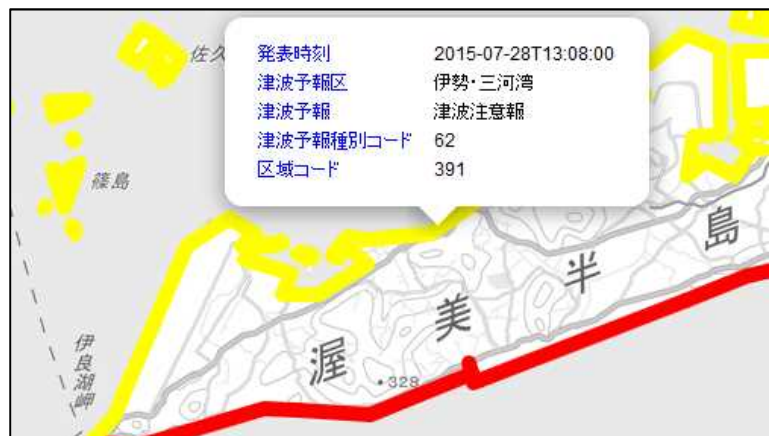 発表時刻 2015-07-28T13:08:00
津波予報区 伊勢・三河湾
津波予報 津波注意報
津波予報種別コード 62
区域コード 391
佐久
篠島
渥美半島
伊良湖岬
328